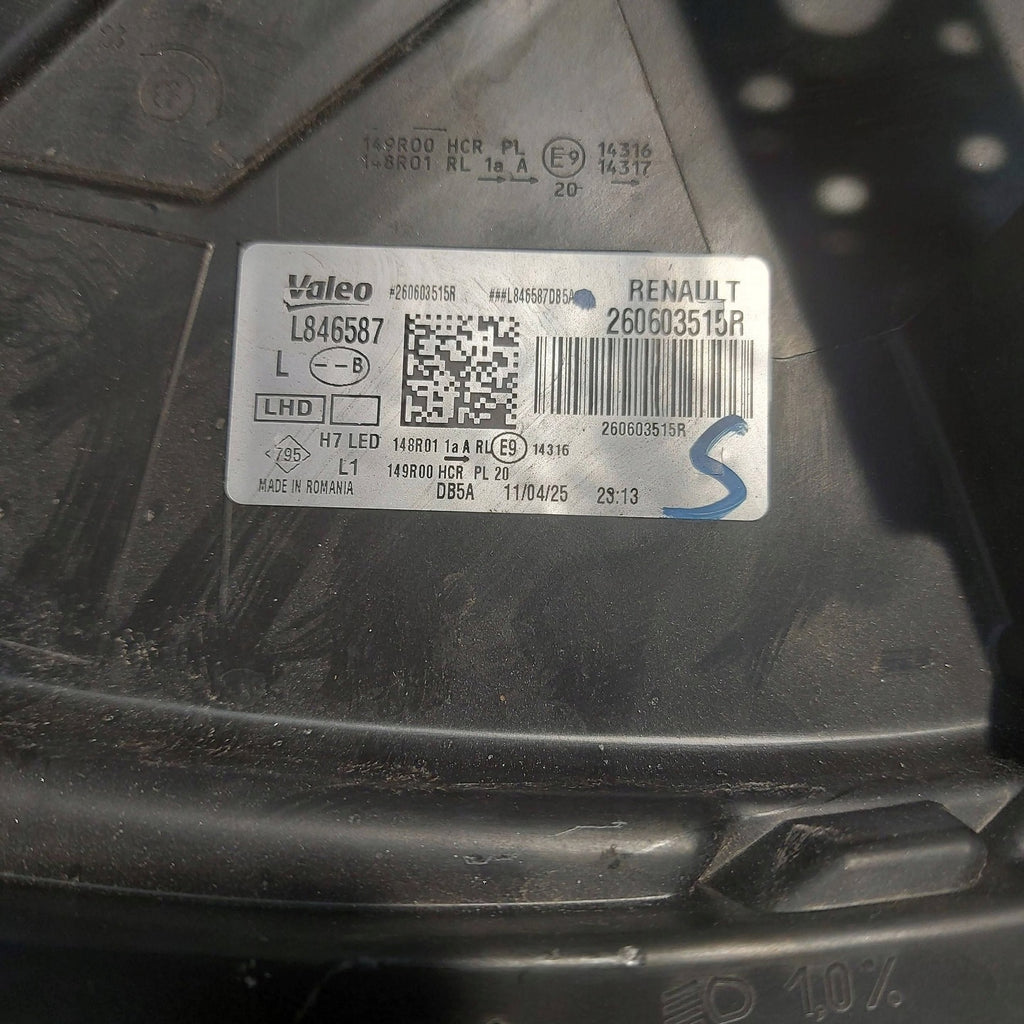 149R00 HCR PL E9 14316
148R01 RL 1a A 14317
20
Valeo #260603515R ###L846587DB5A RENAULT
L846587 260603515R
L --B
LHD
260603515R
795 H7 LED 148R01 1a A RL E9 14316
L1 149R00 HCR PL 20
MADE IN ROMANIA DB5A 11/04/25 23:13
S
1,0%